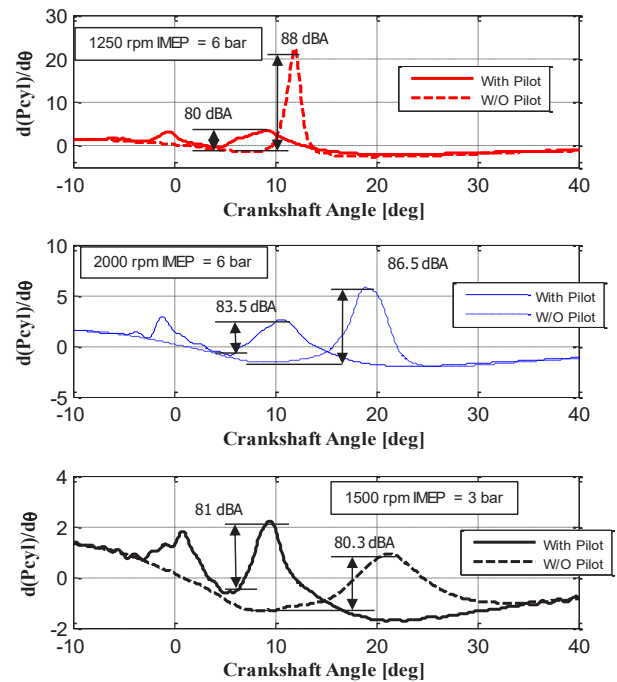 30
20
10
0
-10
d(Pcyl)/dθ
1250 rpm IMEP = 6 bar
88 dBA
80 dBA
With Pilot
W/O Pilot
-10 0 10 20 30 40
Crankshaft Angle [deg]
10
5
0
-5
d(Pcyl)/dθ
2000 rpm IMEP = 6 bar
86.5 dBA
83.5 dBA
With Pilot
W/O Pilot
-10 0 10 20 30 40
Crankshaft Angle [deg]
4
2
0
-2
d(Pcyl)/dθ
1500 rpm IMEP = 3 bar
81 dBA
80.3 dBA
With Pilot
W/O Pilot
-10 0 10 20 30 40
Crankshaft Angle [deg]